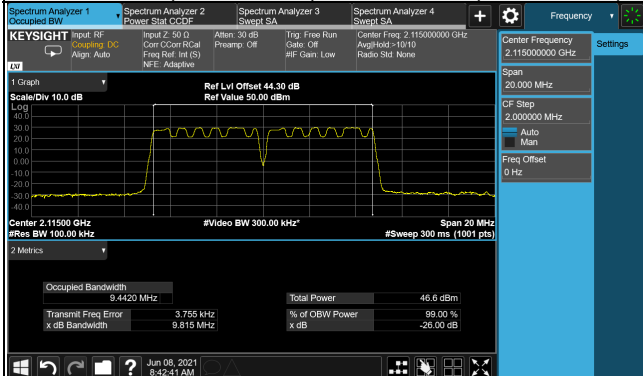 Spectrum Analyzer 1
Occupied BW
Spectrum Analyzer 2
Power Stat CCDF
Spectrum Analyzer 3
Swept SA
Spectrum Analyzer 4
Swept SA
+
Frequency
KEYSIGHT
Input: RF
Coupling: DC
Align: Auto
Input Z: 50 Ω
Corr CCorr RCal
Freq Ref: Int (S)
NFE: Adaptive
Atten: 30 dB
Preamp: Off
Trig: Free Run
Gate: Off
#IF Gain: Low
Center Freq: 2.115000000 GHz
Avg|Hold:>10/10
Radio Std: None
LXI
Center Frequency
2.115000000 GHz
Settings
Span
20.000 MHz
CF Step
2.000000 MHz
Auto
Man
Freq Offset
0 Hz
1 Graph
Scale/Div 10.0 dB
Ref Lvl Offset 44.30 dB
Ref Value 50.00 dBm
Log
40.0
30.0
20.0
10.0
0.00
-10.0
-20.0
-30.0
-40.0
Center 2.11500 GHz
#Res BW 100.00 kHz
#Video BW 300.00 kHz*
Span 20 MHz
#Sweep 300 ms (1001 pts)
2 Metrics
Occupied Bandwidth
9.4420 MHz
Total Power 46.6 dBm
Transmit Freq Error 3.755 kHz
% of OBW Power 99.00 %
x dB Bandwidth 9.815 MHz
x dB -26.00 dB
?
Jun 08, 2021
8:42:41 AM